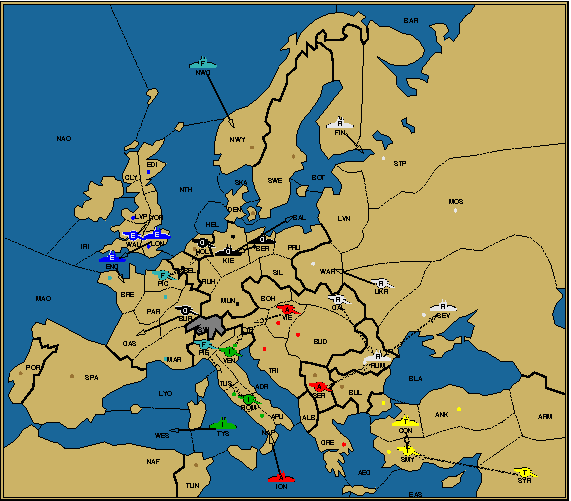 BAR
NWG
R
FIN
NAO
NWY
STP
EDI
CLY
SWE
BOT
SKA
NTH
MOS
DEN
LVN
LVP
YOR
E
E
WAL
LON
HEL
BAL
IRI
HOL
KIE
BER
PRU
E
ENG
BEL
WAR
F
PIC
RUH
SIL
R
UKR
MAO
BRE
MUN
BOH
GAL
PAR
BUR
VIE
SEV
GAS
BUD
RUM
PIE
VEN
MAR
TRI
BLA
POR
SPA
TUS
ADR
SER
BUL
LYO
ROM
APU
ALB
ANK
ARM
CON
WES
TYS
NAP
GRE
SMY
NAF
AEG
SYR
TUN
ION
EAS